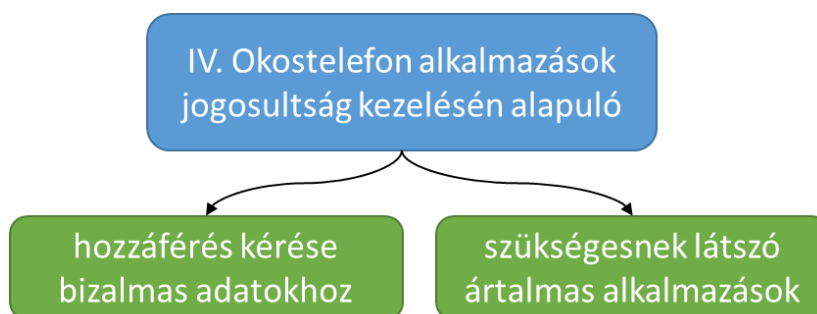 IV. Okostelefon alkalmazások
jogosultság kezelésén alapuló
hozzáférés kérése
bizalmas adatokhoz
szükségesnek látszó
ártalmas alkalmazások